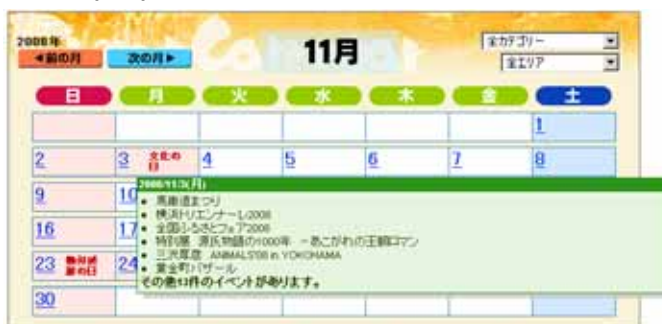 2008年
◀前の月 次の月▶ 11月 全カテゴリー
全エリア
日 月 火 水 木 金 土
1
2 3 文化の日 4 5 6 7 8
9 10
2008/11/3(月)
• 馬車道まつり
• 横浜トリエンナーレ2008
16 17
• 全国ふるさとフェア2008
• 特別展 源氏物語の1000年 -あこがれの王朝ロマン
• 三沢厚彦 ANIMALS'08 in YOKOHAMA
23 勤労感謝の日 24
• 黄金町バザール
その他13件のイベントがあります。
30